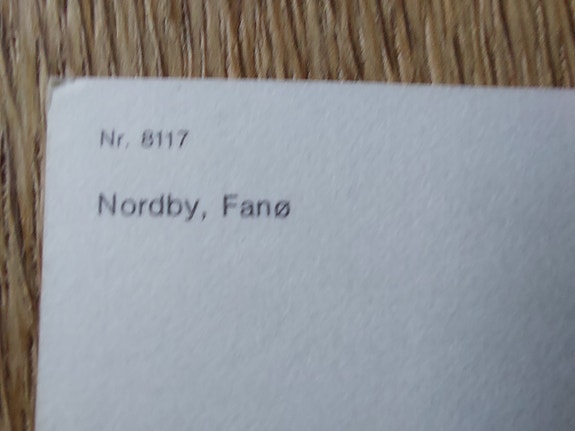 Nr. 8117
Nordby, Fanø